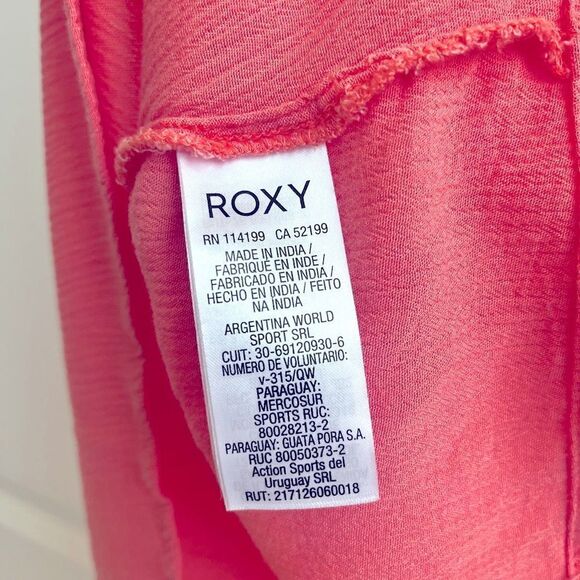 ROXY
RN 114199 CA 52199
MADE IN INDIA /
FABRIQUÉ EN INDE /
FABRICADO EN INDIA /
HECHO EN INDIA / FEITO
NA INDIA
ARGENTINA WORLD
SPORT SRL
CUIT: 30-69120930-6
NUMERO DE VOLUNTARIO:
v-315/QW
PARAGUAY:
MERCOSUR
SPORTS RUC:
80028213-2
PARAGUAY: GUATA PORA S.A.
RUC 80050373-2
Action Sports del
Uruguay SRL
RUT: 217126060018